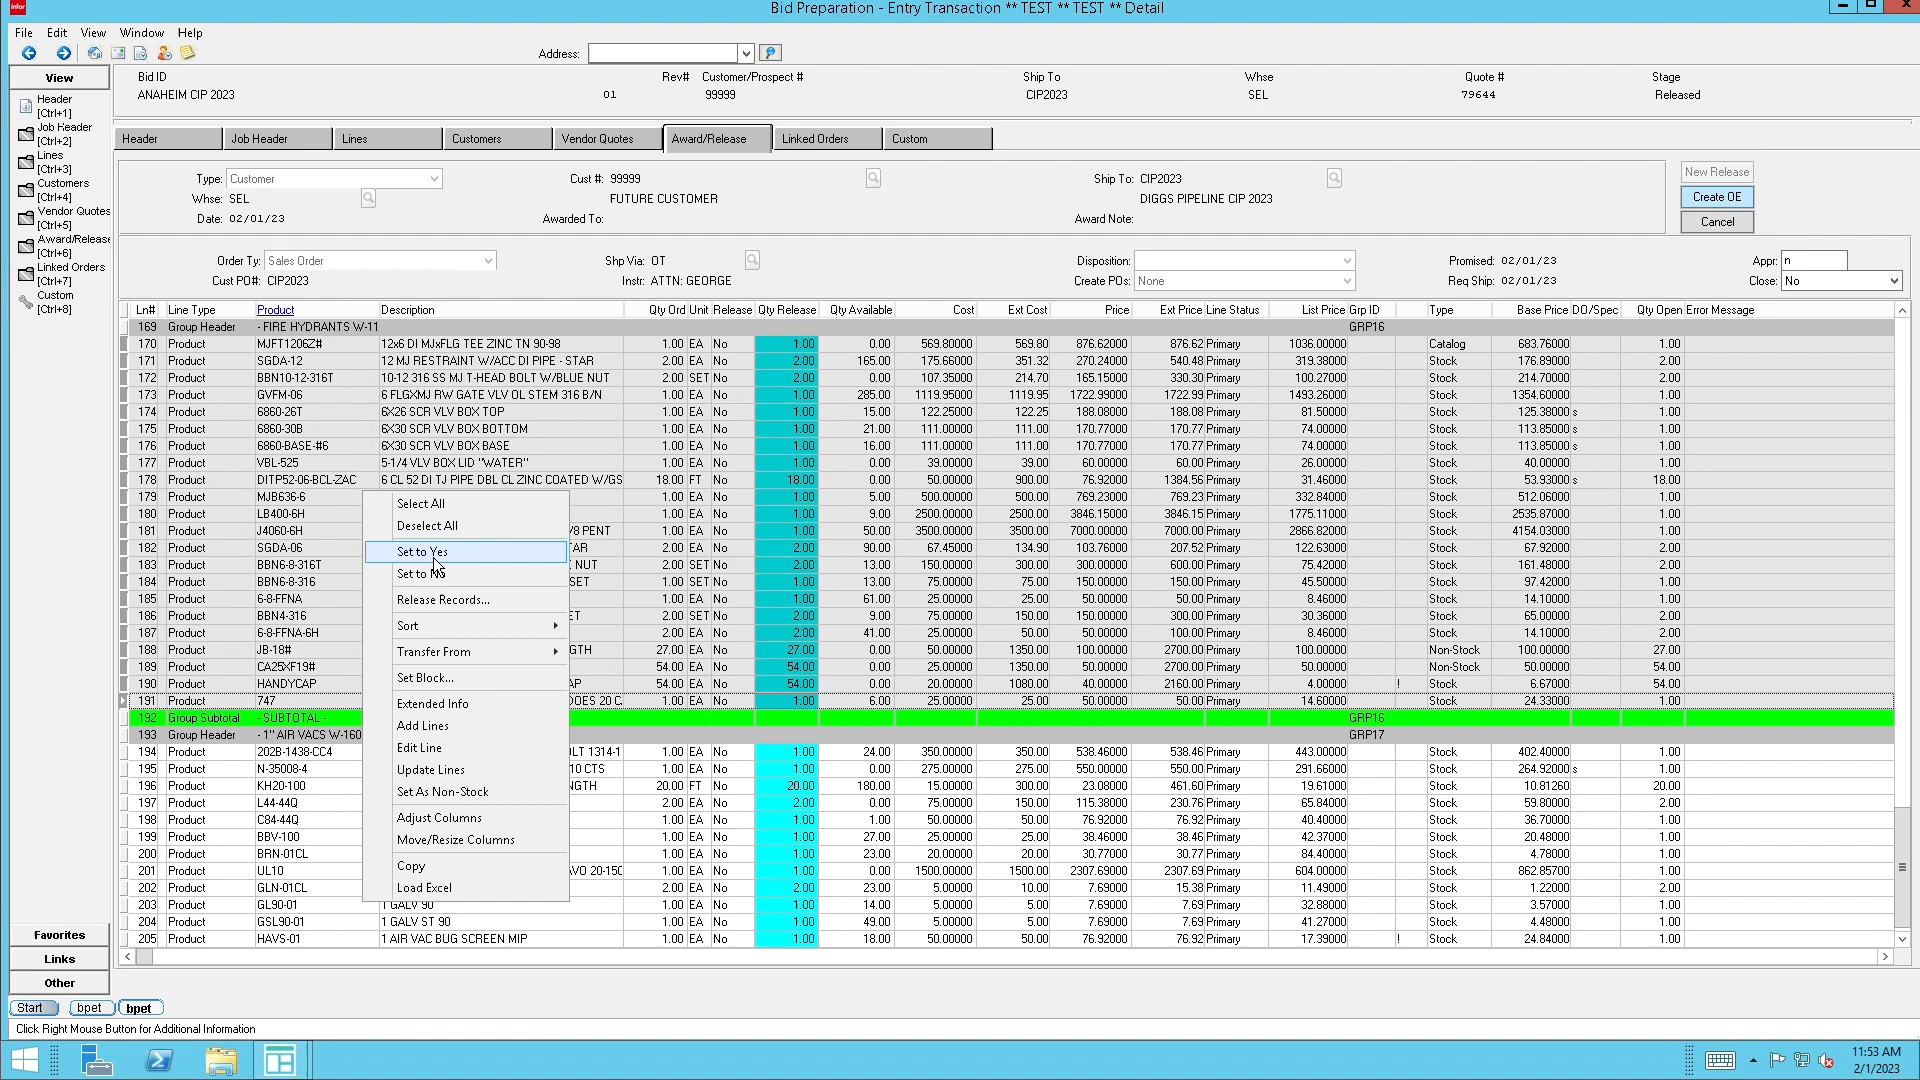 infor
Bid Preparation - Entry Transaction ** TEST ** TEST ** Detail
File Edit View Window Help
Address:
View
Header
[Ctrl+1]
Job Header
[Ctrl+2]
Lines
[Ctrl+3]
Customers
[Ctrl+4]
Vendor Quotes
[Ctrl+5]
Award/Release
[Ctrl+6]
Linked Orders
[Ctrl+7]
Custom
[Ctrl+8]
Favorites
Links
Other
Bid ID Rev# Customer/Prospect # Ship To Whse Quote # Stage
ANAHEIM CIP 2023 01 99999 CIP2023 SEL 79644 Released
Header Job Header Lines Customers Vendor Quotes Award/Release Linked Orders Custom
Type: Customer Cust #: 99999 Ship To: CIP2023 New Release
Whse: SEL FUTURE CUSTOMER DIGGS PIPELINE CIP 2023 Create OE
Date: 02/01/23 Awarded To: Award Note: Cancel
Order Ty: Sales Order Shp Via: OT Disposition: Promised: 02/01/23 Appr: n
Cust PO#: CIP2023 Instr: ATTN: GEORGE Create POs: None Req Ship: 02/01/23 Close: No
Ln# Line Type Product Description Qty Ord Unit Release Qty Release Qty Available Cost Ext Cost Price Ext Price Line Status List Price Grp ID Type Base Price DO/Spec Qty Open Error Message
169 Group Header - FIRE HYDRANTS W-11 GRP16
170 Product MJFT1206Z# 12x6 DI MJxFLG TEE ZINC TN 90-98 1.00 EA No 1.00 0.00 569.80000 569.80 876.62000 876.62 Primary 1036.00000 Catalog 683.76000 1.00
171 Product SGDA-12 12 MJ RESTRAINT W/ACC DI PIPE - STAR 2.00 EA No 2.00 165.00 175.66000 351.32 270.24000 540.48 Primary 319.38000 Stock 176.89000 2.00
172 Product BBN10-12-316T 10-12 316 SS MJ T-HEAD BOLT W/BLUE NUT 2.00 SET No 2.00 0.00 107.35000 214.70 165.15000 330.30 Primary 100.27000 Stock 214.70000 2.00
173 Product GVFM-06 6 FLGXMJ RW GATE VLV OL STEM 316 B/N 1.00 EA No 1.00 285.00 1119.95000 1119.95 1722.99000 1722.99 Primary 1493.26000 Stock 1354.60000 1.00
174 Product 6860-26T 6X26 SCR VLV BOX TOP 1.00 EA No 1.00 15.00 122.25000 122.25 188.08000 188.08 Primary 81.50000 Stock 125.38000 s 1.00
175 Product 6860-30B 6X30 SCR VLV BOX BOTTOM 1.00 EA No 1.00 21.00 111.00000 111.00 170.77000 170.77 Primary 74.00000 Stock 113.85000 s 1.00
176 Product 6860-BASE-#6 6X30 SCR VLV BOX BASE 1.00 EA No 1.00 16.00 111.00000 111.00 170.77000 170.77 Primary 74.00000 Stock 113.85000 s 1.00
177 Product VBL-525 5-1/4 VLV BOX LID "WATER" 1.00 EA No 1.00 0.00 39.00000 39.00 60.00000 60.00 Primary 26.00000 Stock 40.00000 1.00
178 Product DITP52-06-BCL-ZAC 6 CL 52 DI TJ PIPE DBL CL ZINC COATED W/GS 18.00 FT No 18.00 0.00 50.00000 900.00 76.92000 1384.56 Primary 31.46000 Stock 53.93000 s 18.00
179 Product MJB636-6 1.00 EA No 1.00 5.00 500.00000 500.00 769.23000 769.23 Primary 332.84000 Stock 512.06000 1.00
180 Product LB400-6H 1.00 EA No 1.00 9.00 2500.00000 2500.00 3846.15000 3846.15 Primary 1775.11000 Stock 2535.87000 1.00
181 Product J4060-6H /8 PENT 1.00 EA No 1.00 50.00 3500.00000 3500.00 7000.00000 7000.00 Primary 2866.82000 Stock 4154.03000 1.00
182 Product SGDA-06 TAR 2.00 EA No 2.00 90.00 67.45000 134.90 103.76000 207.52 Primary 122.63000 Stock 67.92000 2.00
183 Product BBN6-8-316T E NUT 2.00 SET No 2.00 13.00 150.00000 300.00 300.00000 600.00 Primary 75.42000 Stock 161.48000 2.00
184 Product BBN6-8-316 SET 1.00 SET No 1.00 13.00 75.00000 75.00 150.00000 150.00 Primary 45.50000 Stock 97.42000 1.00
185 Product 6-8-FFNA 1.00 EA No 1.00 61.00 25.00000 25.00 50.00000 50.00 Primary 8.46000 Stock 14.10000 1.00
186 Product BBN4-316 ET 2.00 SET No 2.00 9.00 75.00000 150.00 150.00000 300.00 Primary 30.36000 Stock 65.00000 2.00
187 Product 6-8-FFNA-6H 2.00 EA No 2.00 41.00 25.00000 50.00 50.00000 100.00 Primary 8.46000 Stock 14.10000 2.00
188 Product JB-18# GTH 27.00 EA No 27.00 0.00 50.00000 1350.00 100.00000 2700.00 Primary 100.00000 Non-Stock 100.00000 27.00
189 Product CA25XF19# 54.00 EA No 54.00 0.00 25.00000 1350.00 50.00000 2700.00 Primary 50.00000 Non-Stock 50.00000 54.00
190 Product HANDYCAP AP 54.00 EA No 54.00 0.00 20.00000 1080.00 40.00000 2160.00 Primary 4.00000 ! Stock 6.67000 54.00
191 Product 747 DOES 20 C. 1.00 EA No 1.00 6.00 25.00000 25.00 50.00000 50.00 Primary 14.60000 Stock 24.33000 1.00
192 Group Subtotal - SUBTOTAL - GRP16
193 Group Header - 1" AIR VACS W-160 GRP17
194 Product 202B-1438-CC4 OLT 1314-1 1.00 EA No 1.00 24.00 350.00000 350.00 538.46000 538.46 Primary 443.00000 Stock 402.40000 1.00
195 Product N-35008-4 10 CTS 1.00 EA No 1.00 0.00 275.00000 275.00 550.00000 550.00 Primary 291.66000 Stock 264.92000 s 1.00
196 Product KH20-100 NGTH 20.00 FT No 20.00 180.00 15.00000 300.00 23.08000 461.60 Primary 19.61000 Stock 10.81260 20.00
197 Product L44-44Q 2.00 EA No 2.00 0.00 75.00000 150.00 115.38000 230.76 Primary 65.84000 Stock 59.80000 2.00
198 Product C84-44Q 1.00 EA No 1.00 1.00 50.00000 50.00 76.92000 76.92 Primary 40.40000 Stock 36.70000 1.00
199 Product BBV-100 1.00 EA No 1.00 27.00 25.00000 25.00 38.46000 38.46 Primary 42.37000 Stock 20.48000 1.00
200 Product BRN-01CL 1.00 EA No 1.00 23.00 20.00000 20.00 30.77000 30.77 Primary 84.40000 Stock 4.78000 1.00
201 Product UL10 AVO 20-150 1.00 EA No 1.00 0.00 1500.00000 1500.00 2307.69000 2307.69 Primary 604.00000 Stock 862.85700 1.00
202 Product GLN-01CL 2.00 EA No 2.00 23.00 5.00000 10.00 7.69000 15.38 Primary 11.49000 Stock 1.22000 2.00
203 Product GL90-01 1 GALV 90 1.00 EA No 1.00 14.00 5.00000 5.00 7.69000 7.69 Primary 32.88000 Stock 3.57000 1.00
204 Product GSL90-01 1 GALV ST 90 1.00 EA No 1.00 49.00 5.00000 5.00 7.69000 7.69 Primary 41.27000 Stock 4.48000 1.00
205 Product HAVS-01 1 AIR VAC BUG SCREEN MIP 1.00 EA No 1.00 18.00 50.00000 50.00 76.92000 76.92 Primary 17.39000 ! Stock 24.84000 1.00
Select All
Deselect All
Set to Yes
Set to No
Release Records...
Sort
Transfer From
Set Block...
Extended Info
Add Lines
Edit Line
Update Lines
Set As Non-Stock
Adjust Columns
Move/Resize Columns
Copy
Load Excel
Start bpet bpet
Click Right Mouse Button for Additional Information
11:53 AM
2/1/2023